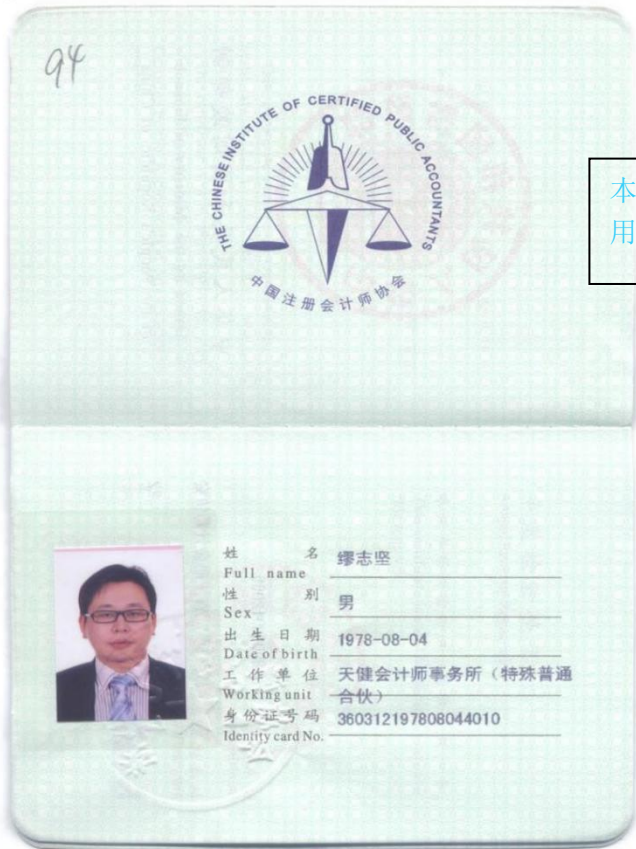 94
THE CHINESE INSTITUTE OF CERTIFIED PUBLIC ACCOUNTANTS
中国注册会计师协会
本
用
姓 名 缪志坚
Full name
性 别 男
Sex
出生日期 1978-08-04
Date of birth
工作单位 天健会计师事务所（特殊普通
Working unit 合伙）
身份证号码 360312197808044010
Identity card No.